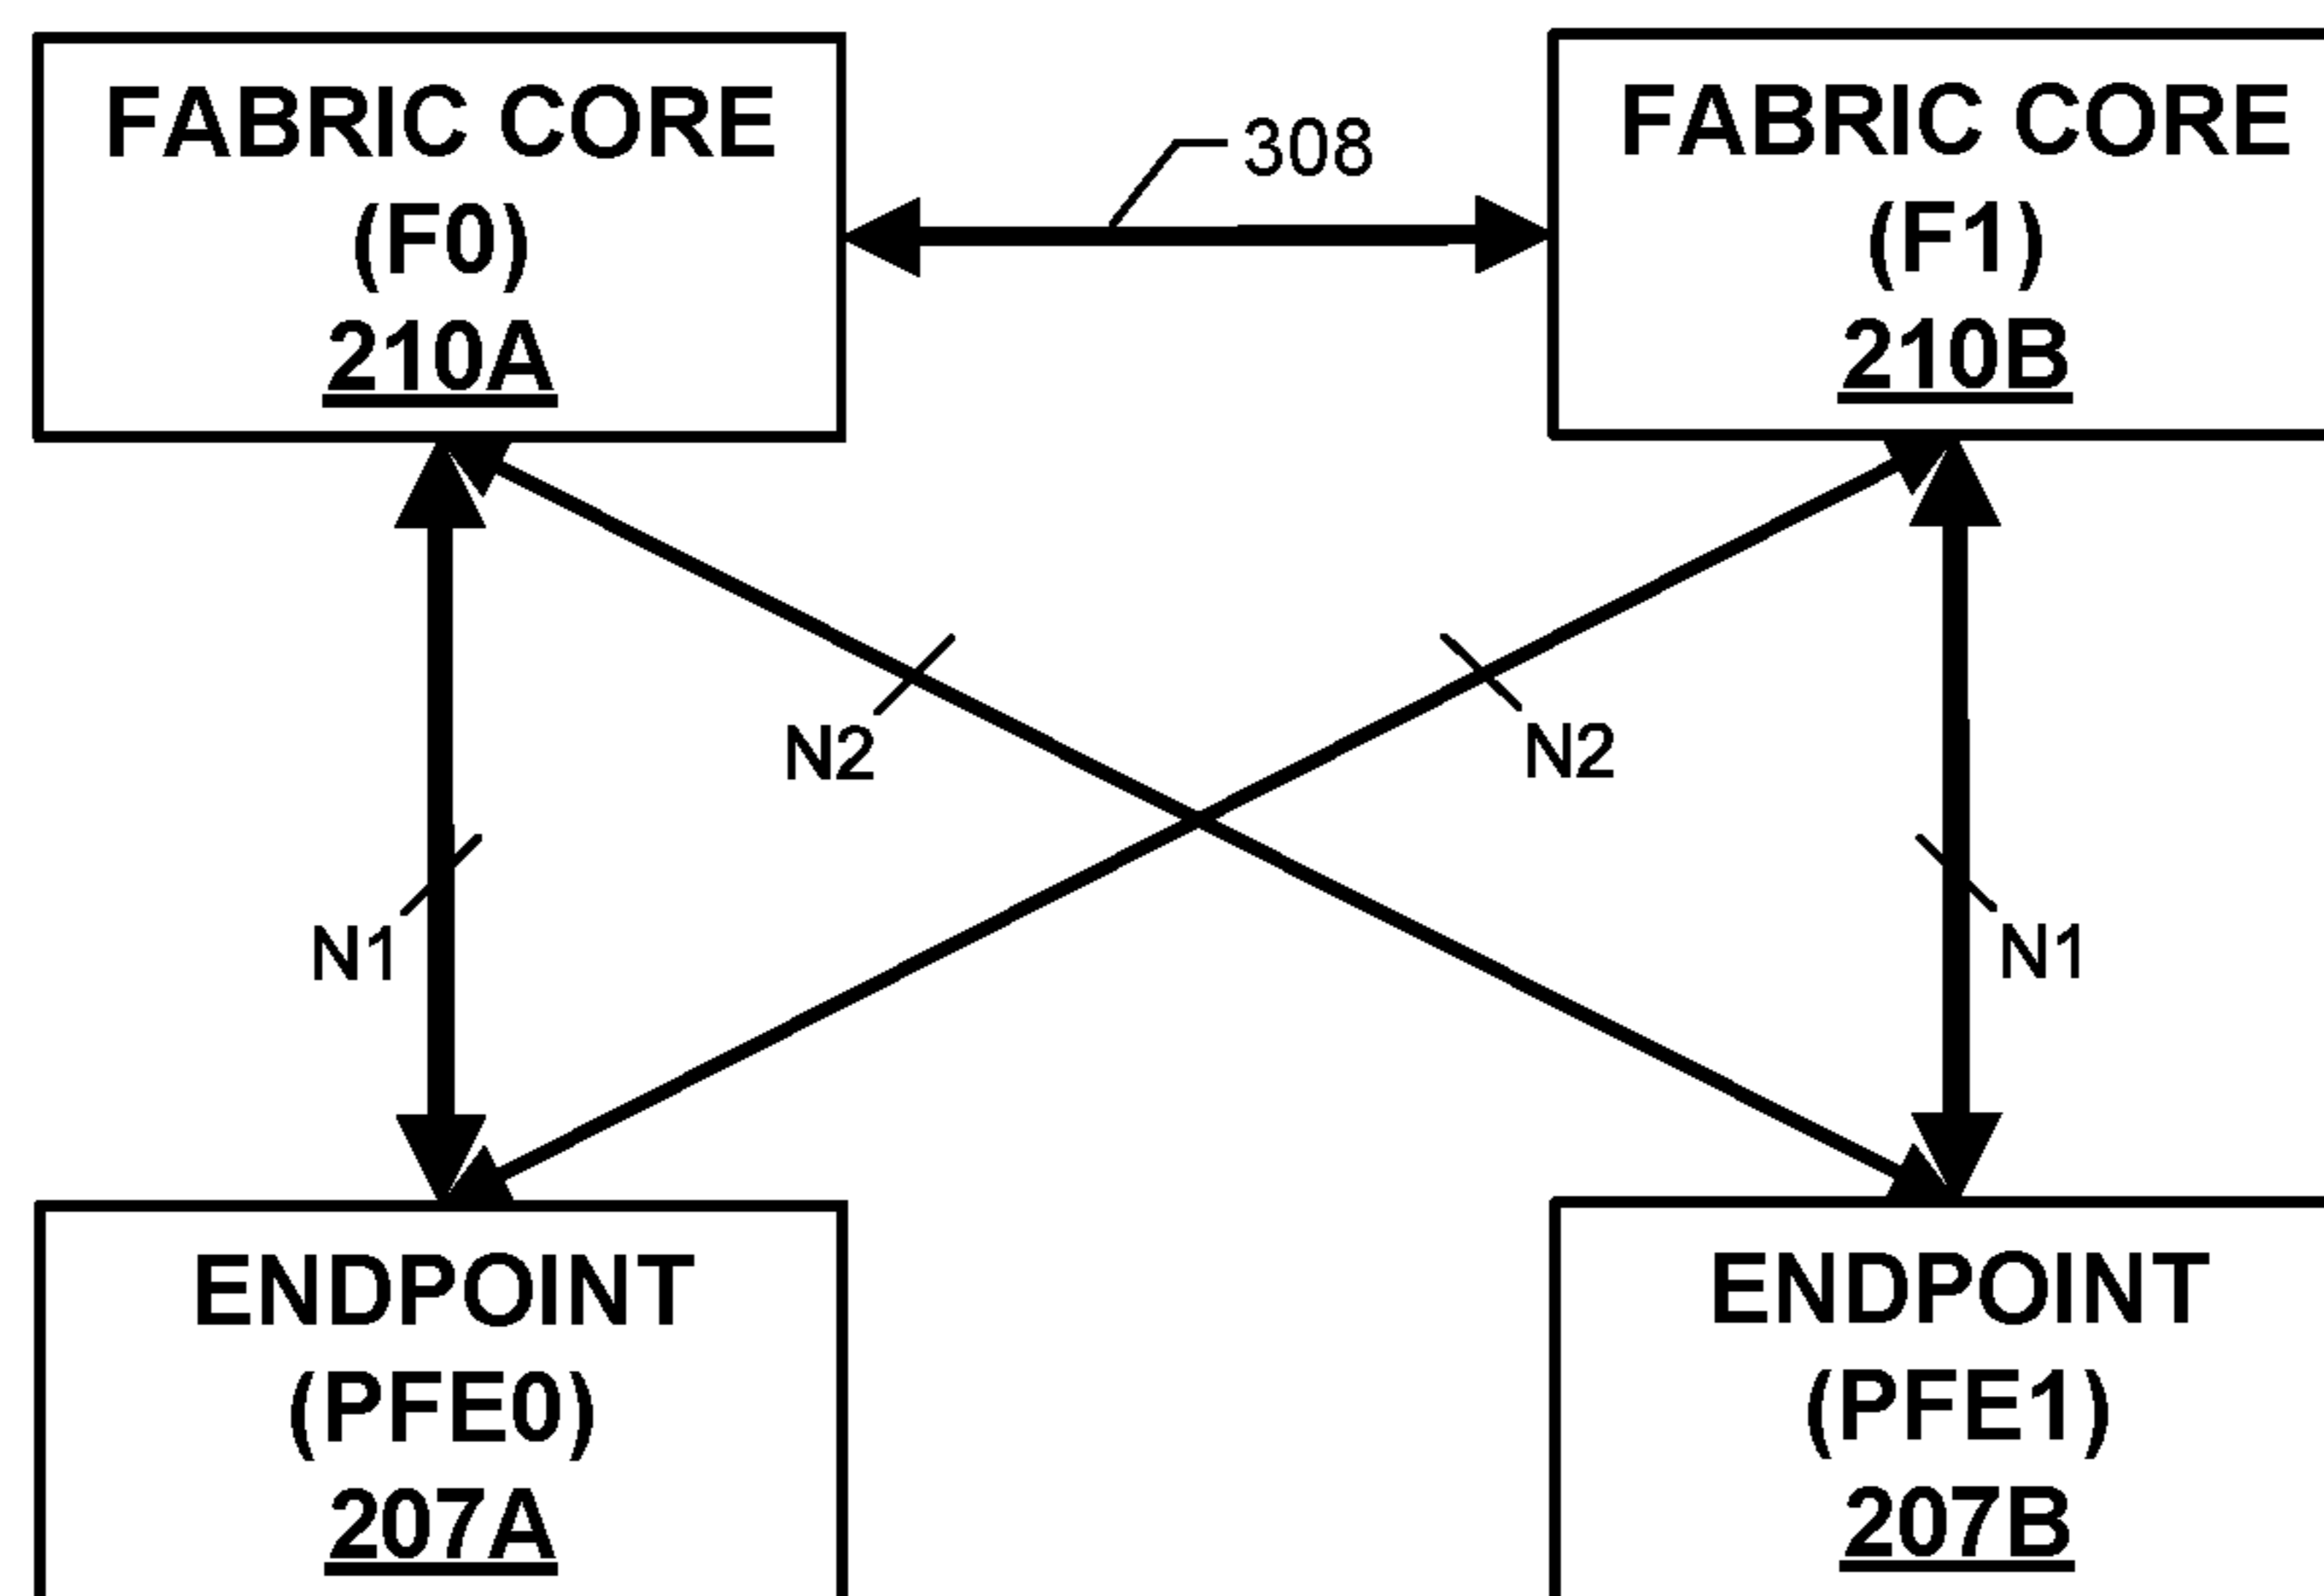 FABRIC CORE
(F0)
210A
308
FABRIC CORE
(F1)
210B
N2
N2
N1
N1
ENDPOINT
(PFE0)
207A
ENDPOINT
(PFE1)
207B